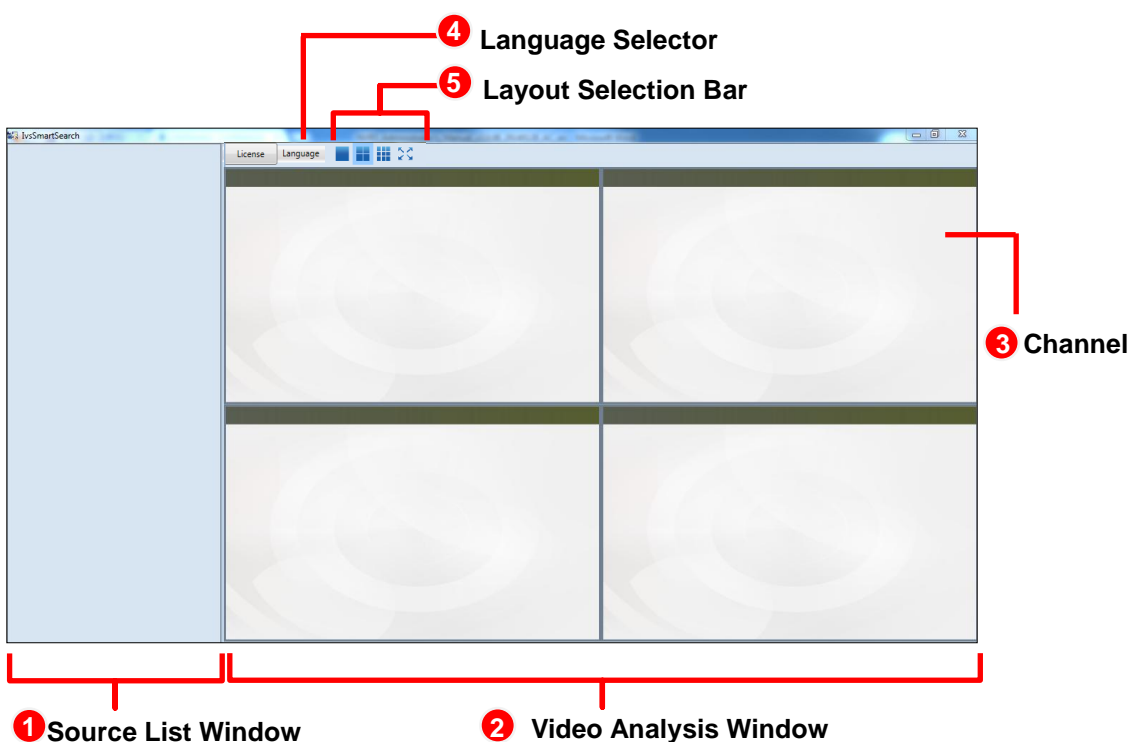 4 Language Selector
5 Layout Selection Bar
IvsSmartSearch
License Language
3 Channel
1 Source List Window
2 Video Analysis Window